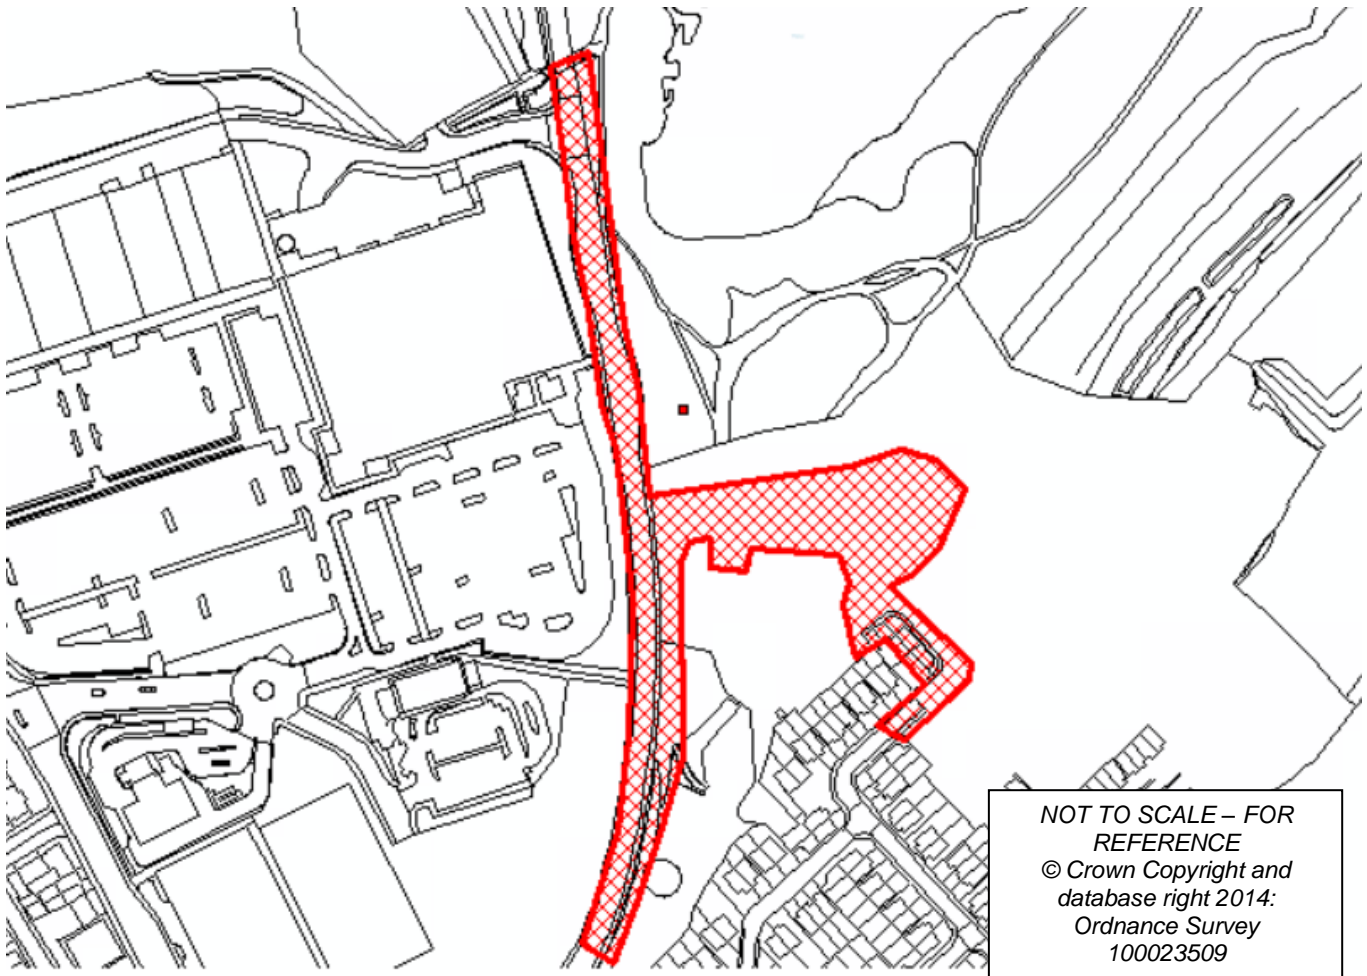 NOT TO SCALE – FOR
REFERENCE
© Crown Copyright and
database right 2014:
Ordnance Survey
100023509